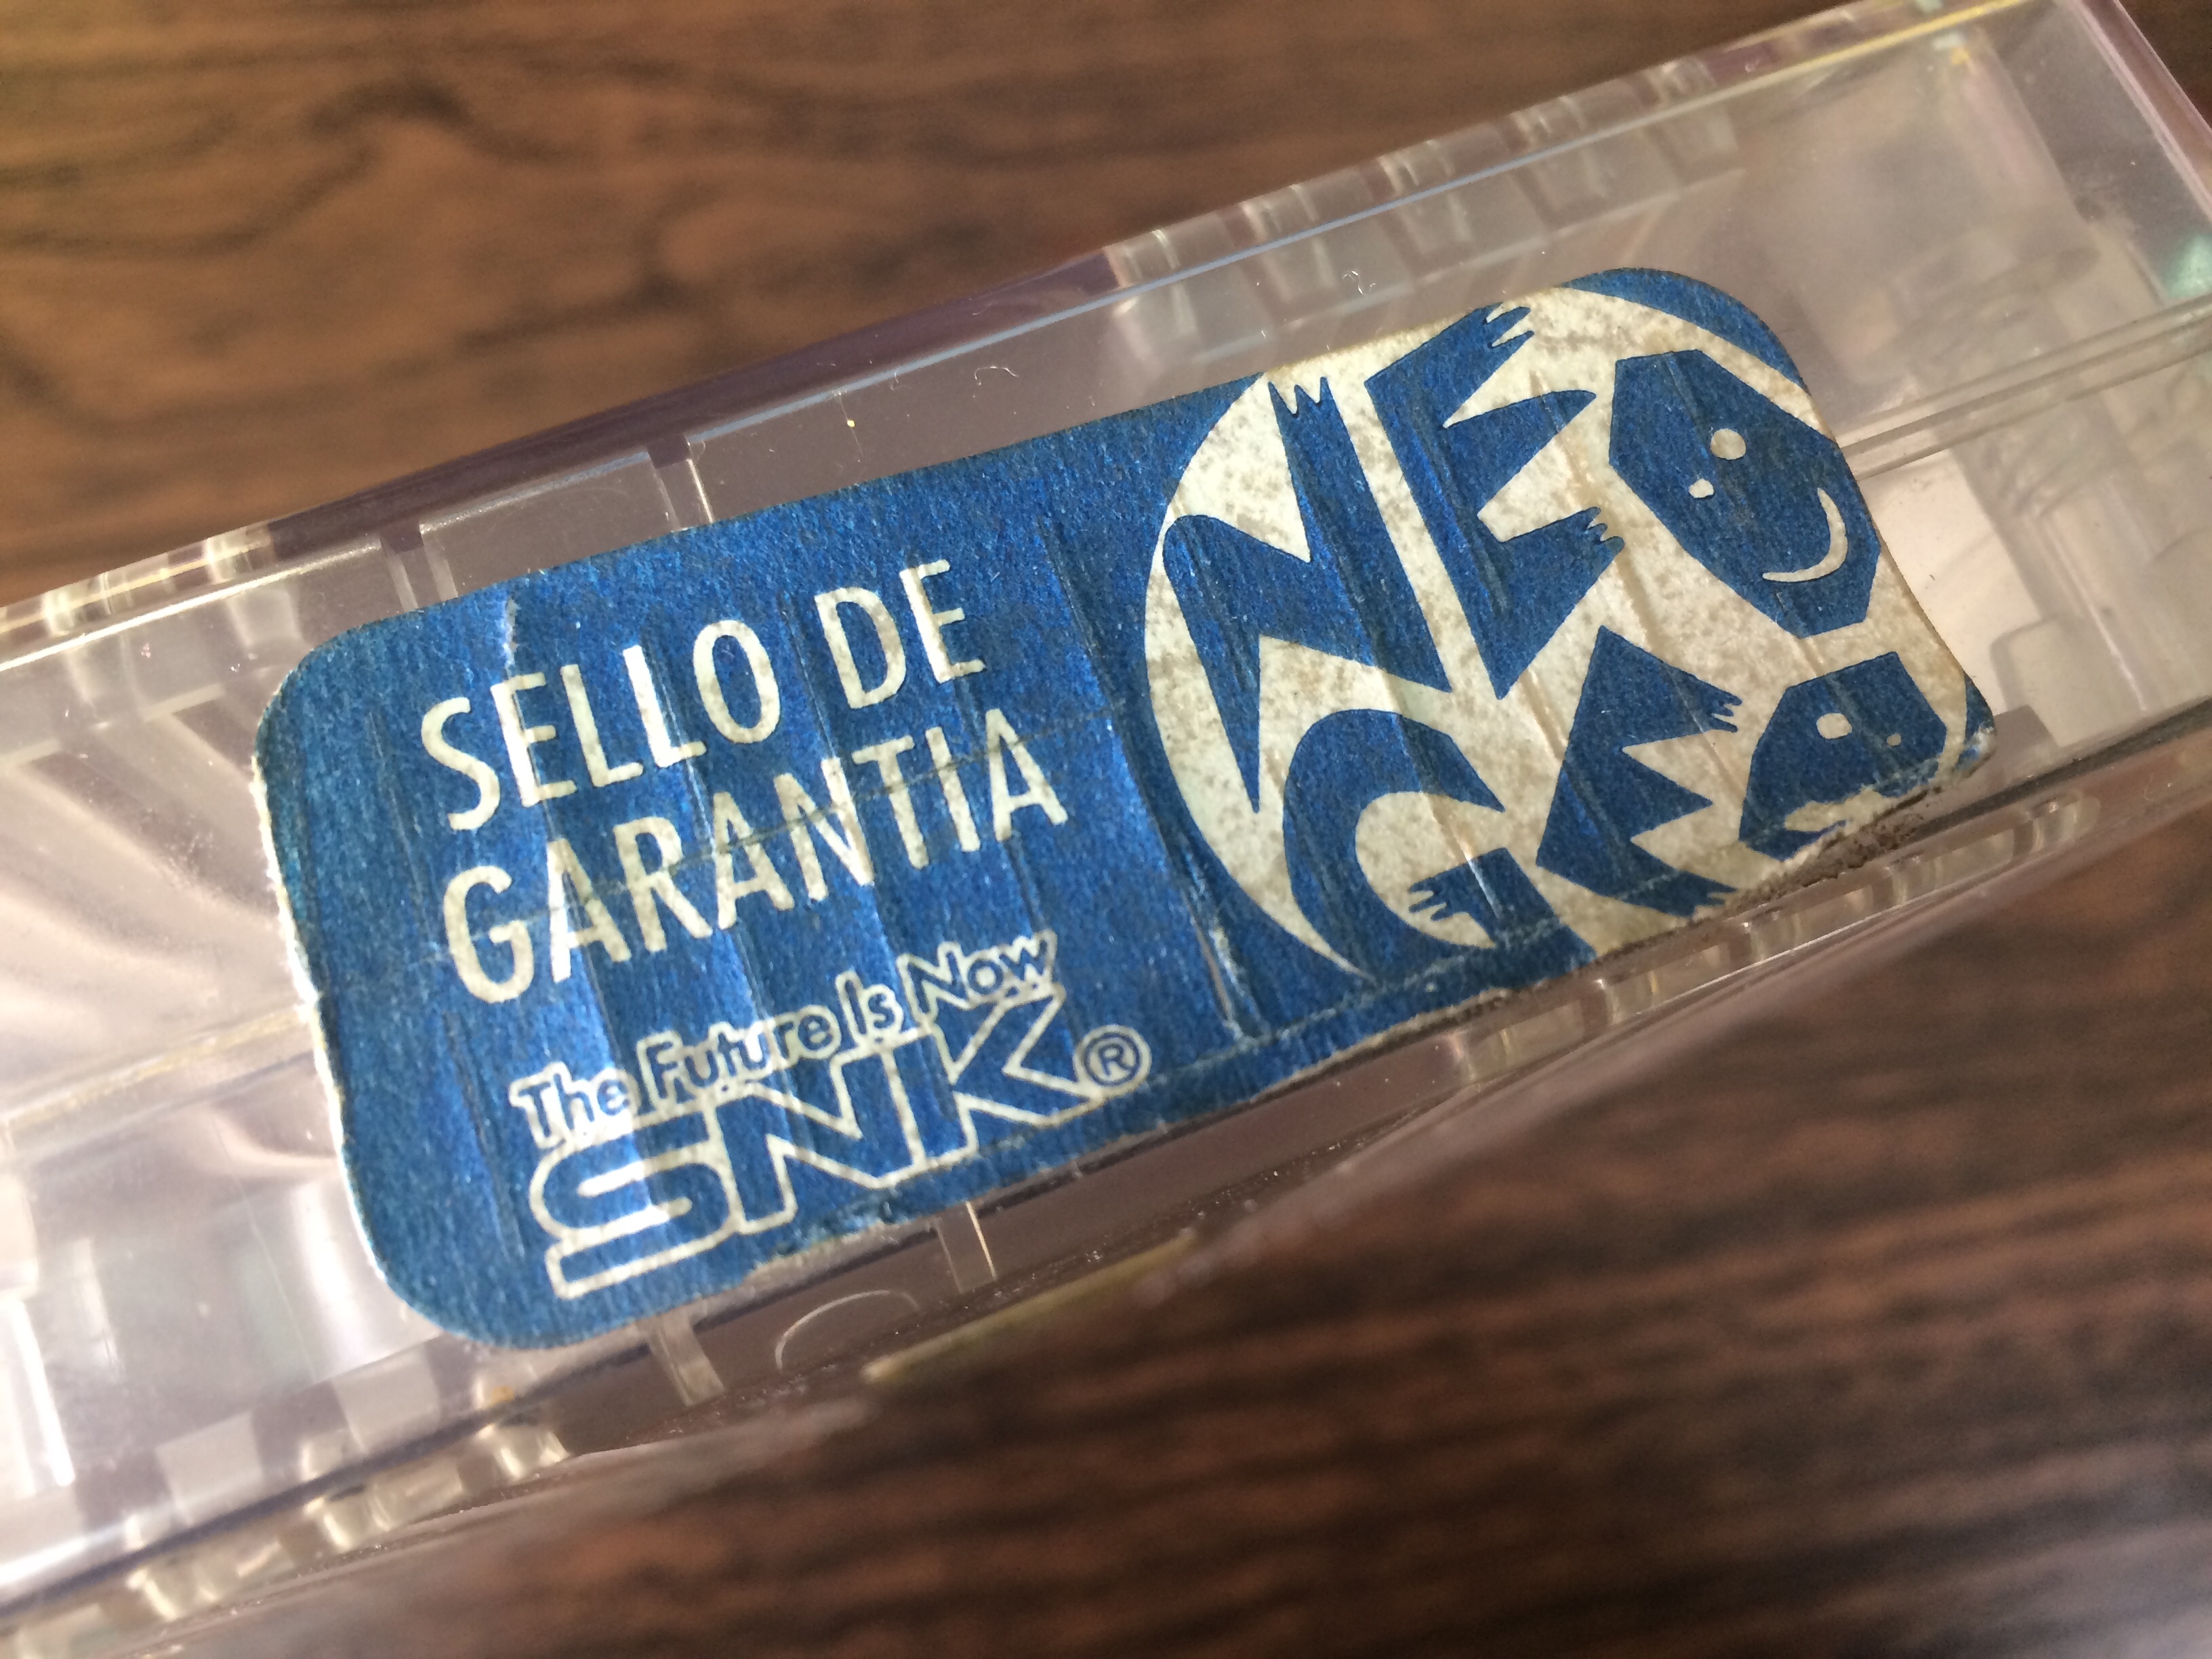 SELLO DE
GARANTIA
The Future Is Now
SNK®
NEO
GEO